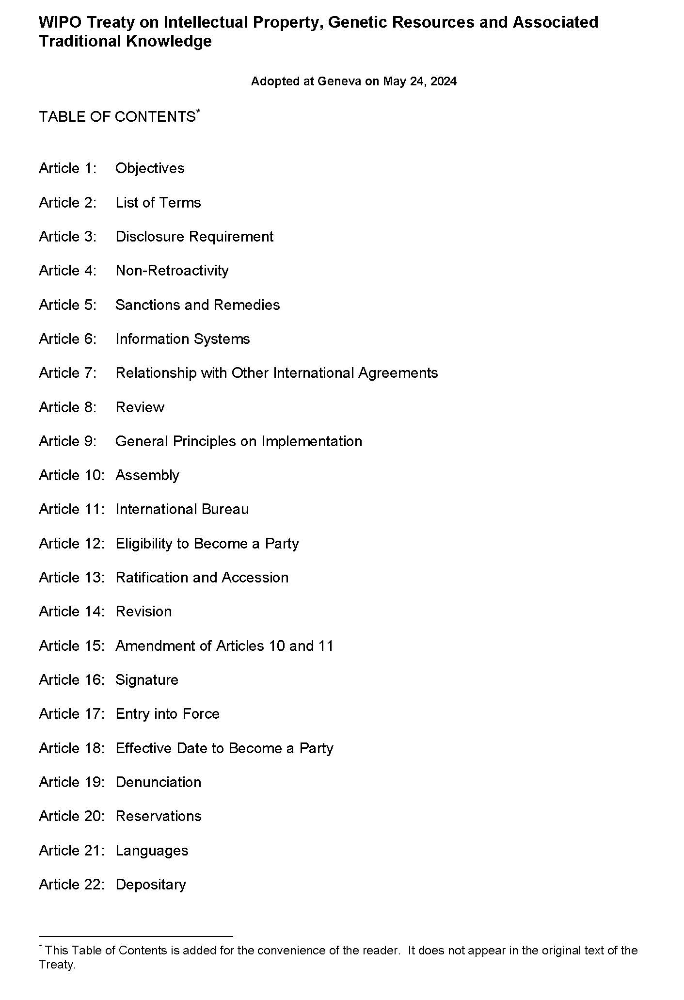 WIPO Treaty on Intellectual Property, Genetic Resources and Associated
Traditional Knowledge
Adopted at Geneva on May 24, 2024
TABLE OF CONTENTS*
Article 1: Objectives
Article 2: List of Terms
Article 3: Disclosure Requirement
Article 4: Non-Retroactivity
Article 5: Sanctions and Remedies
Article 6: Information Systems
Article 7: Relationship with Other International Agreements
Article 8: Review
Article 9: General Principles on Implementation
Article 10: Assembly
Article 11: International Bureau
Article 12: Eligibility to Become a Party
Article 13: Ratification and Accession
Article 14: Revision
Article 15: Amendment of Articles 10 and 11
Article 16: Signature
Article 17: Entry into Force
Article 18: Effective Date to Become a Party
Article 19: Denunciation
Article 20: Reservations
Article 21: Languages
Article 22: Depositary
* This Table of Contents is added for the convenience of the reader. It does not appear in the original text of the
Treaty.